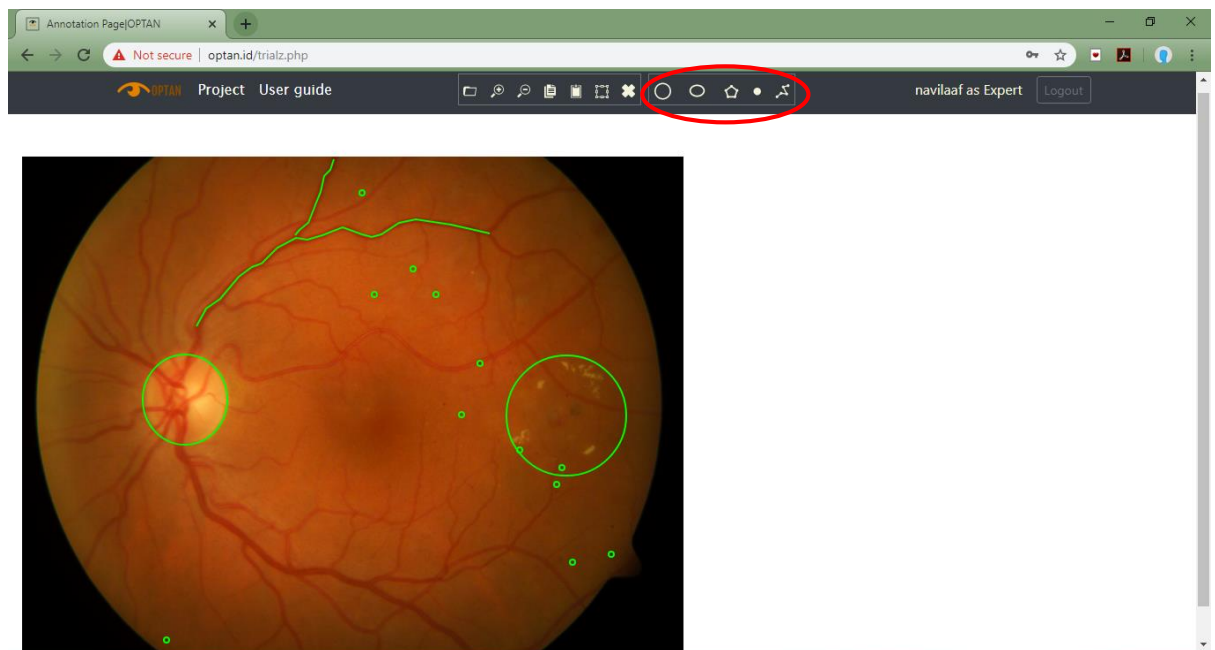 Annotation Page|OPTAN
Not secure | optan.id/trialz.php
OPTAN Project User guide navilaaf as Expert Logout